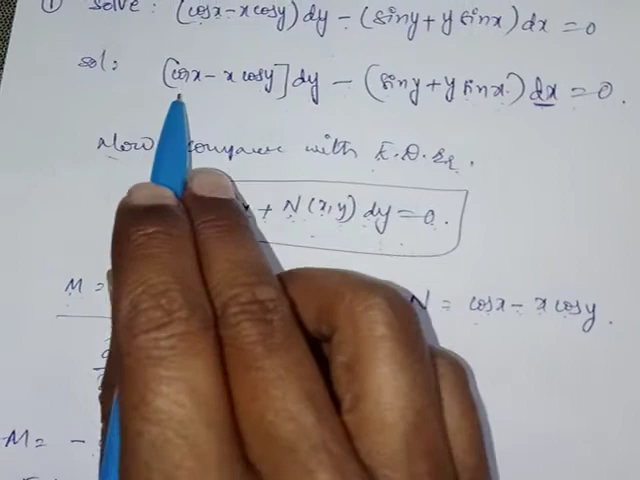 ① Solve : (cosx - x cosy) dy - (siny + y sinx) dx = 0
sol: [cosx - x cosy] dy - (siny + y sinx) dx = 0.
Now compare with E.D.Eq.
+ N(x,y) dy = 0.
M = N = cosx - x cosy.
M = -